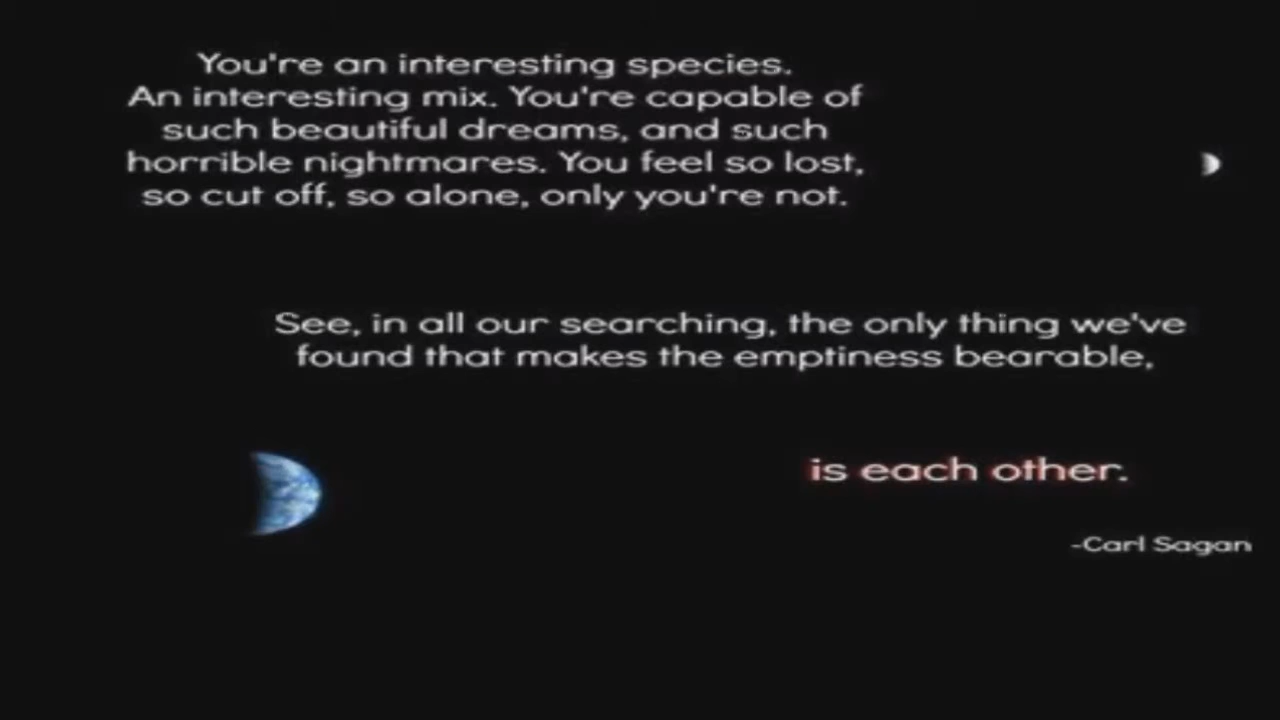 You're an interesting species.
An interesting mix. You're capable of
such beautiful dreams, and such
horrible nightmares. You feel so lost,
so cut off, so alone, only you're not.
See, in all our searching, the only thing we've
found that makes the emptiness bearable,
is each other.
-Carl Sagan